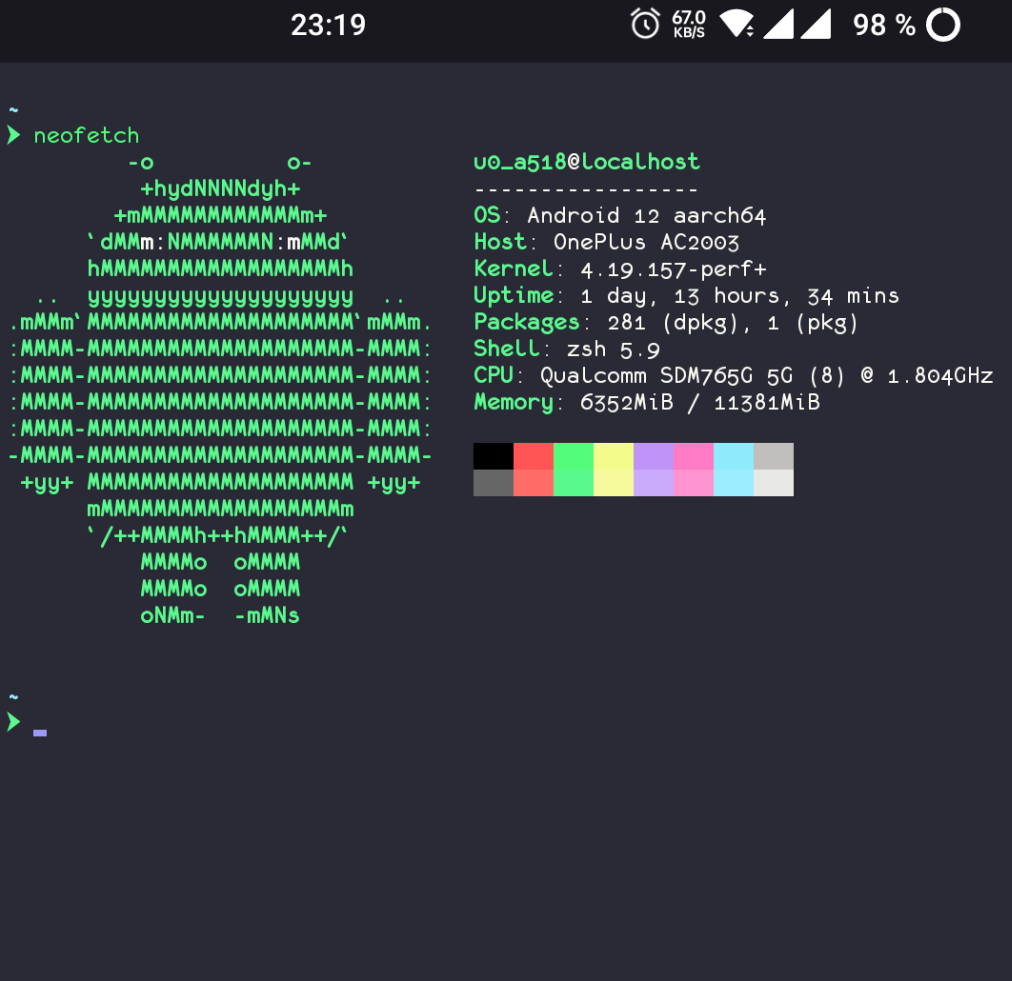 23:19 67.0 KB/S 98 %
~
❯ neofetch
-o o- u0_a518@localhost
+hydNNNNdyh+ -----------------
+mMMMMMMMMMMMMm+ OS: Android 12 aarch64
`dMMm:NMMMMMMN:mMMd` Host: OnePlus AC2003
hMMMMMMMMMMMMMMMMMMh Kernel: 4.19.157-perf+
.. yyyyyyyyyyyyyyyyyyyy .. Uptime: 1 day, 13 hours, 34 mins
.mMMm`MMMMMMMMMMMMMMMMMMMM`mMMm. Packages: 281 (dpkg), 1 (pkg)
:MMMM-MMMMMMMMMMMMMMMMMMMM-MMMM: Shell: zsh 5.9
:MMMM-MMMMMMMMMMMMMMMMMMMM-MMMM: CPU: Qualcomm SDM765G 5G (8) @ 1.804GHz
:MMMM-MMMMMMMMMMMMMMMMMMMM-MMMM: Memory: 6352MiB / 11381MiB
:MMMM-MMMMMMMMMMMMMMMMMMMM-MMMM:
-MMMM-MMMMMMMMMMMMMMMMMMMM-MMMM-
+yy+ MMMMMMMMMMMMMMMMMMMM +yy+
mMMMMMMMMMMMMMMMMMMm
`/++MMMMh++hMMMM++/`
MMMMo oMMMM
MMMMo oMMMM
oNMm- -mMNs
~
❯